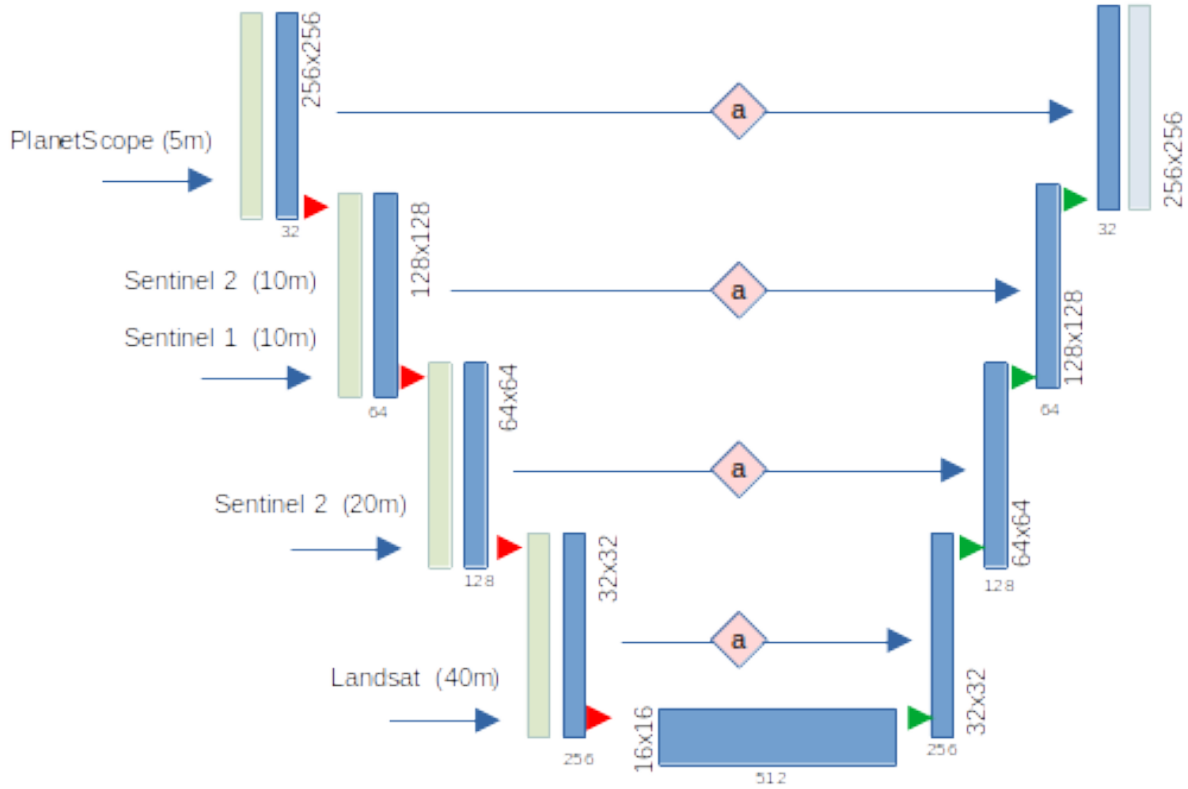 256x256
a
PlanetScope (5m)
256x256
32
32
128x128
Sentinel 2 (10m)
a
Sentinel 1 (10m)
128x128
64
64
64x64
a
Sentinel 2 (20m)
64x64
128
128
32x32
a
Landsat (40m)
32x32
16x16
256
256
512